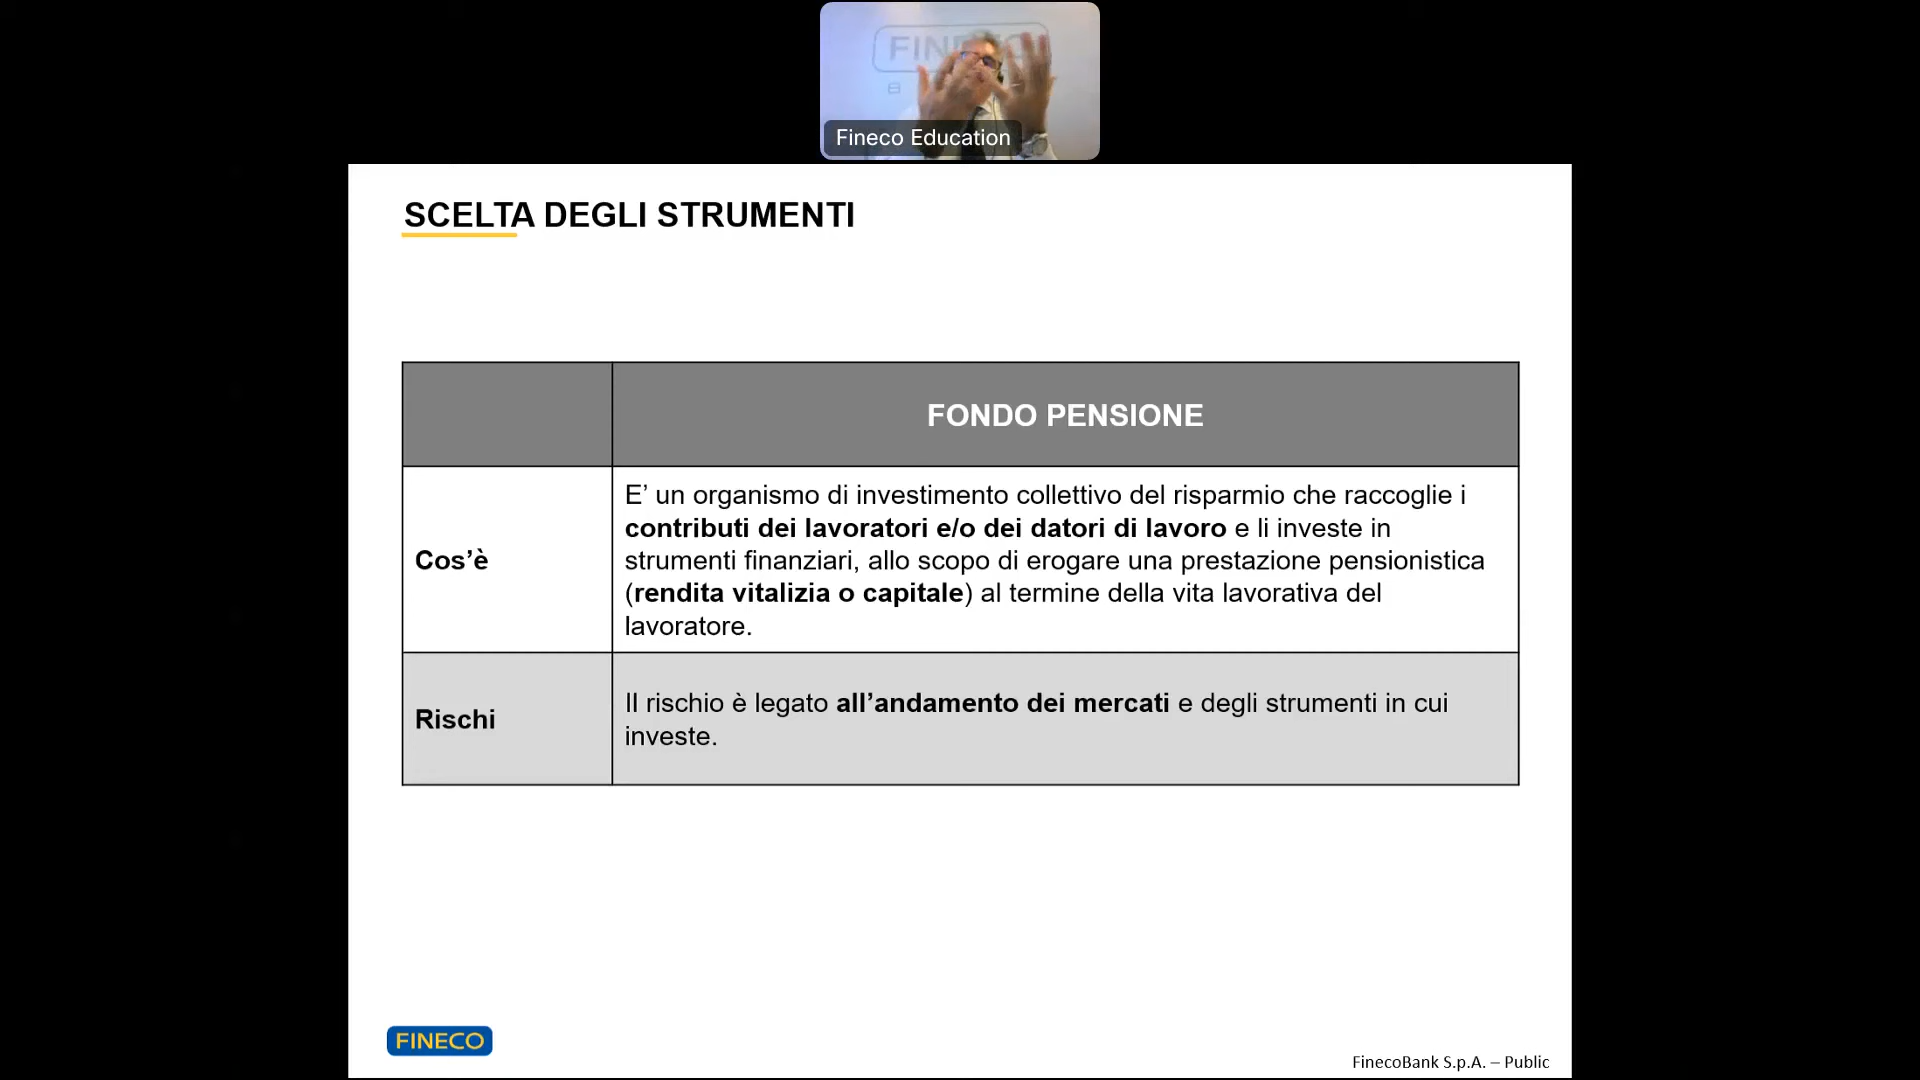 FINECO
Fineco Education
SCELTA DEGLI STRUMENTI
FONDO PENSIONE
Cos’è
E’ un organismo di investimento collettivo del risparmio che raccoglie i
contributi dei lavoratori e/o dei datori di lavoro e li investe in
strumenti finanziari, allo scopo di erogare una prestazione pensionistica
(rendita vitalizia o capitale) al termine della vita lavorativa del
lavoratore.
Rischi
Il rischio è legato all’andamento dei mercati e degli strumenti in cui
investe.
FINECO
FinecoBank S.p.A. – Public